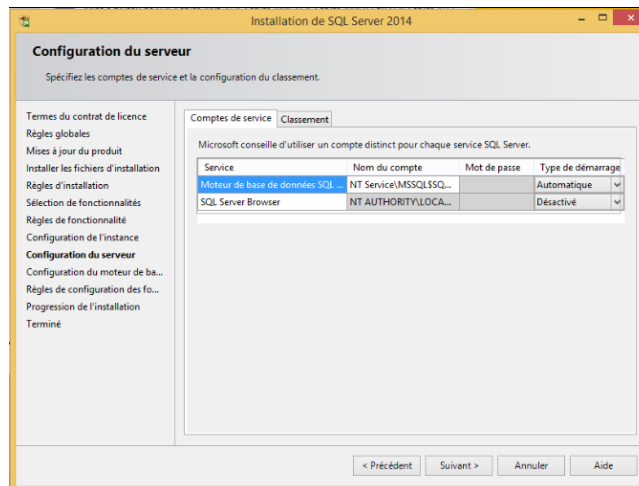 Installation de SQL Server 2014
Configuration du serveur
Spécifiez les comptes de service et la configuration du classement.
Termes du contrat de licence
Règles globales
Mises à jour du produit
Installer les fichiers d'installation
Règles d'installation
Sélection de fonctionnalités
Règles de fonctionnalité
Configuration de l'instance
Configuration du serveur
Configuration du moteur de ba...
Règles de configuration des fo...
Progression de l'installation
Terminé
Comptes de service Classement
Microsoft conseille d'utiliser un compte distinct pour chaque service SQL Server.
Service Nom du compte Mot de passe Type de démarrage
Moteur de base de données SQL ... NT Service\MSSQL$SQ... Automatique
SQL Server Browser NT AUTHORITY\LOCA... Désactivé
< Précédent Suivant > Annuler Aide